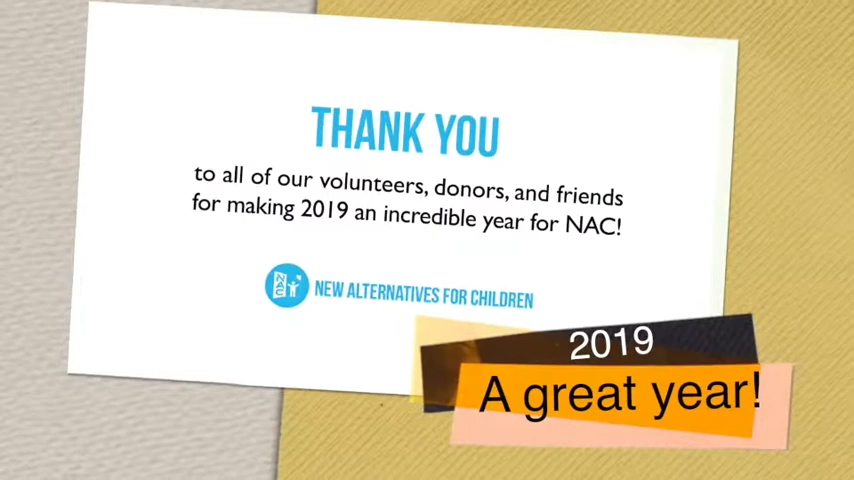 THANK YOU
to all of our volunteers, donors, and friends
for making 2019 an incredible year for NAC!
NAC
NEW ALTERNATIVES FOR CHILDREN
2019
A great year!